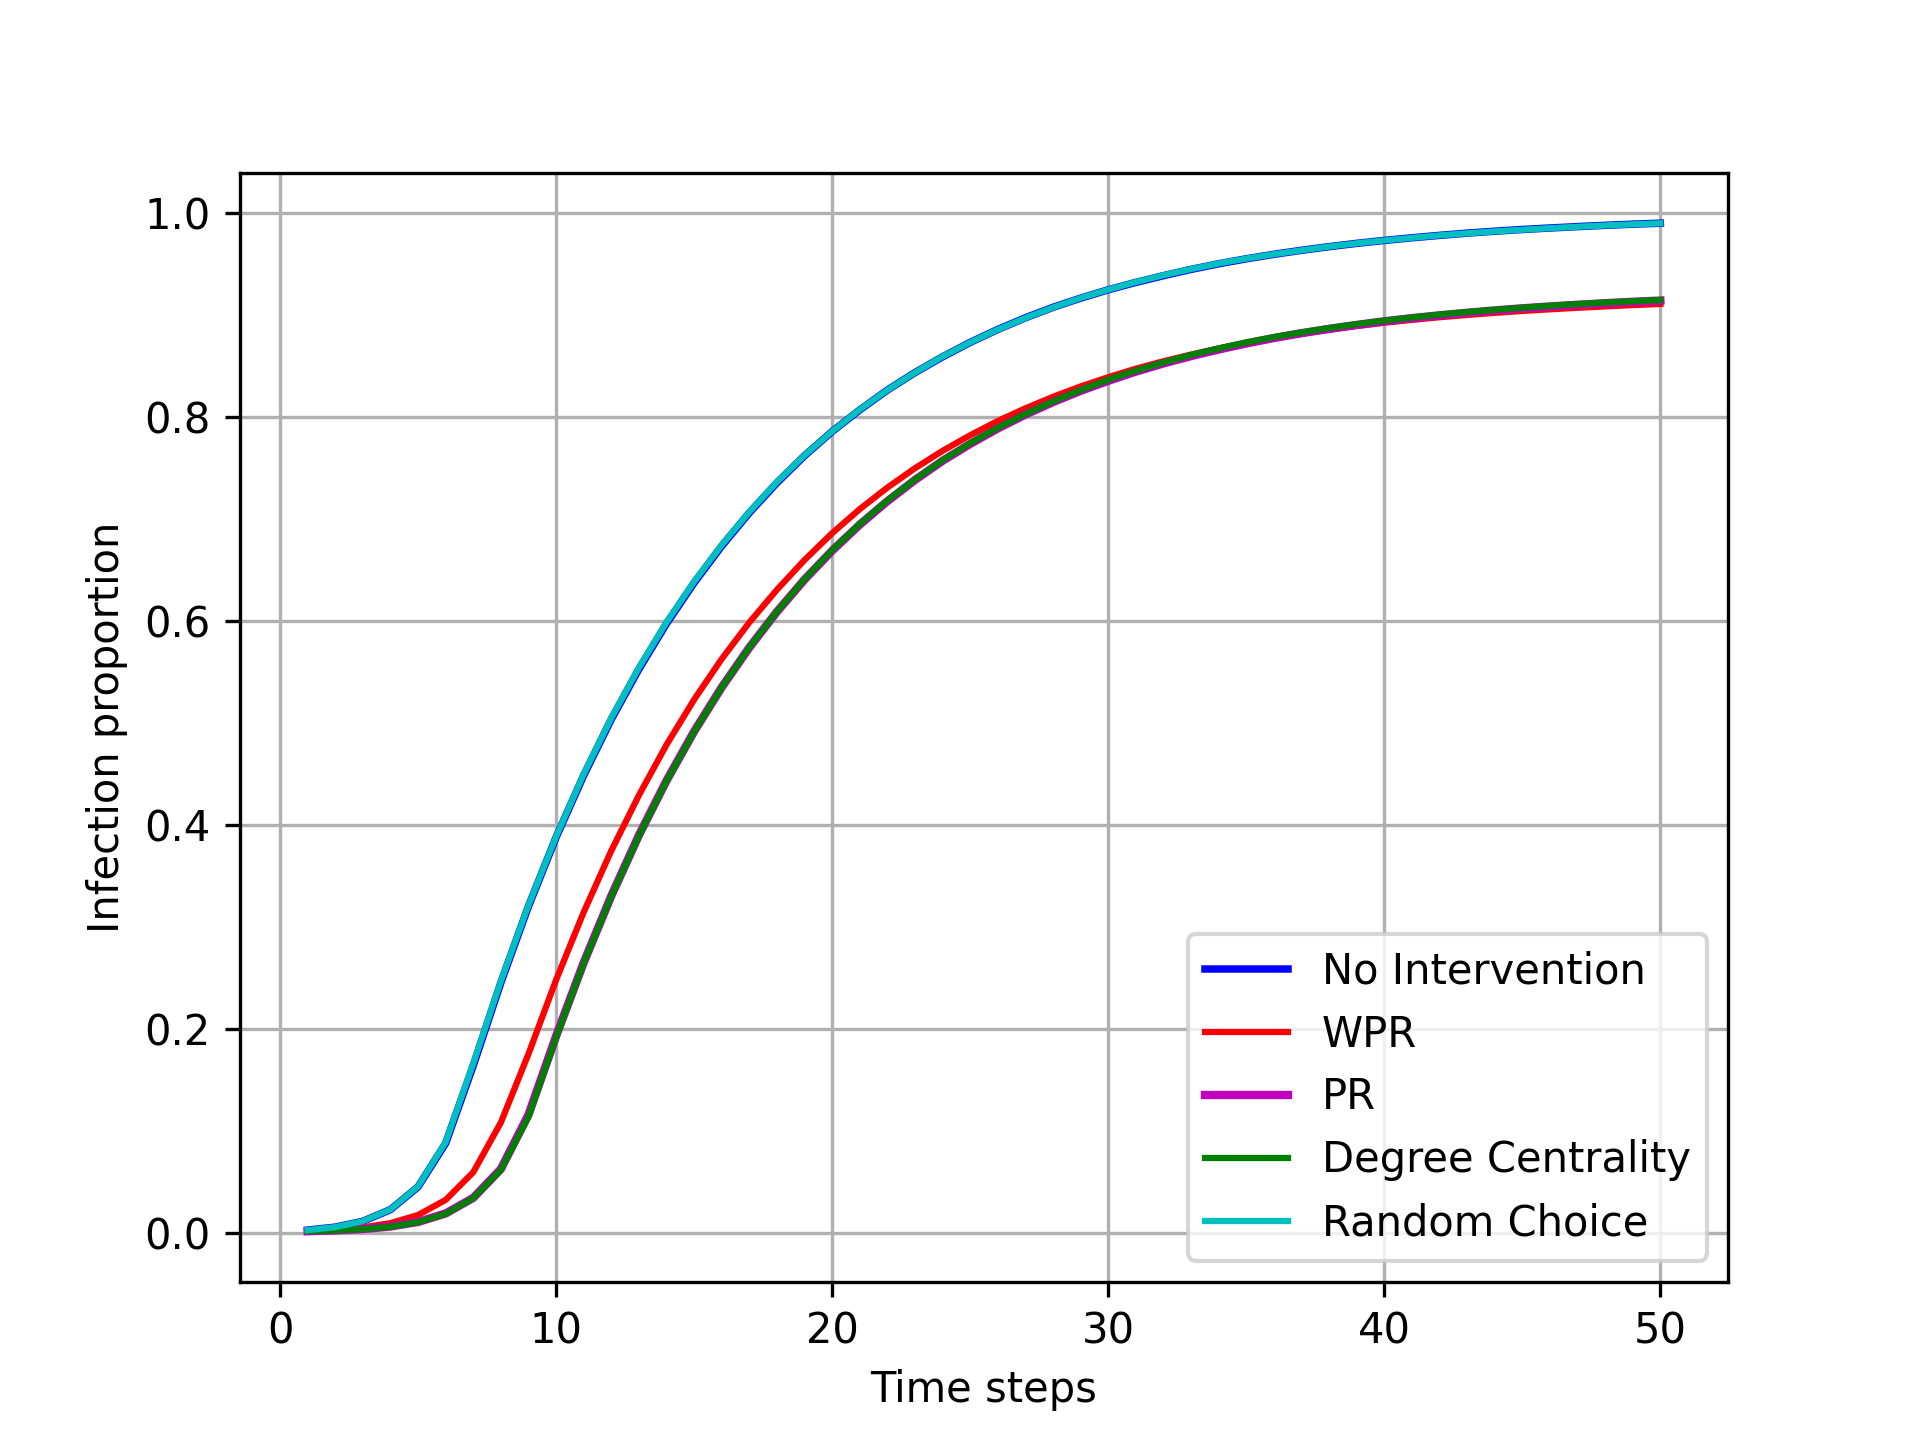 1.0
0.8
0.6
0.4
0.2
0.0
Infection proportion
0 10 20 30 40 50
Time steps
No Intervention
WPR
PR
Degree Centrality
Random Choice